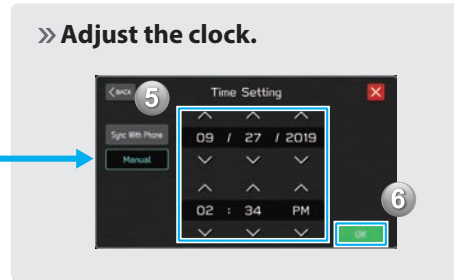 » Adjust the clock.
BACK
5
Time Setting
Sync With Phone
Manual
09 / 27 / 2019
02 : 34 PM
6
OK